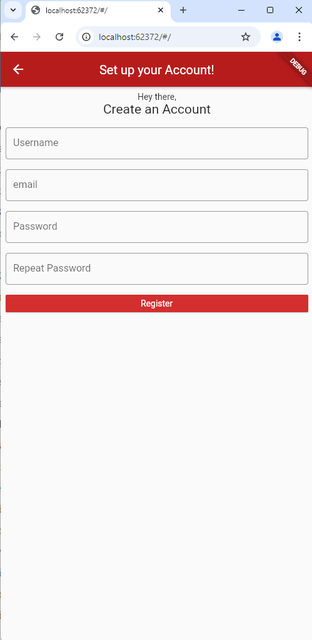 localhost:62372/#/
localhost:62372/#/
Set up your Account!
DEBUG
Hey there,
Create an Account
Username
email
Password
Repeat Password
Register